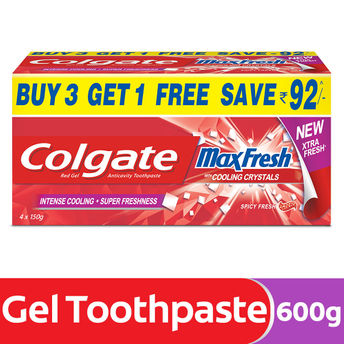 BUY 3 GET 1 FREE SAVE ₹92/-
Colgate
Red Gel Anticavity Toothpaste
MaxFresh
WITH COOLING CRYSTALS
NEW
XTRA FRESH
INTENSE COOLING + SUPER FRESHNESS
SPICY FRESH
4 x 150g
Gel Toothpaste 600g